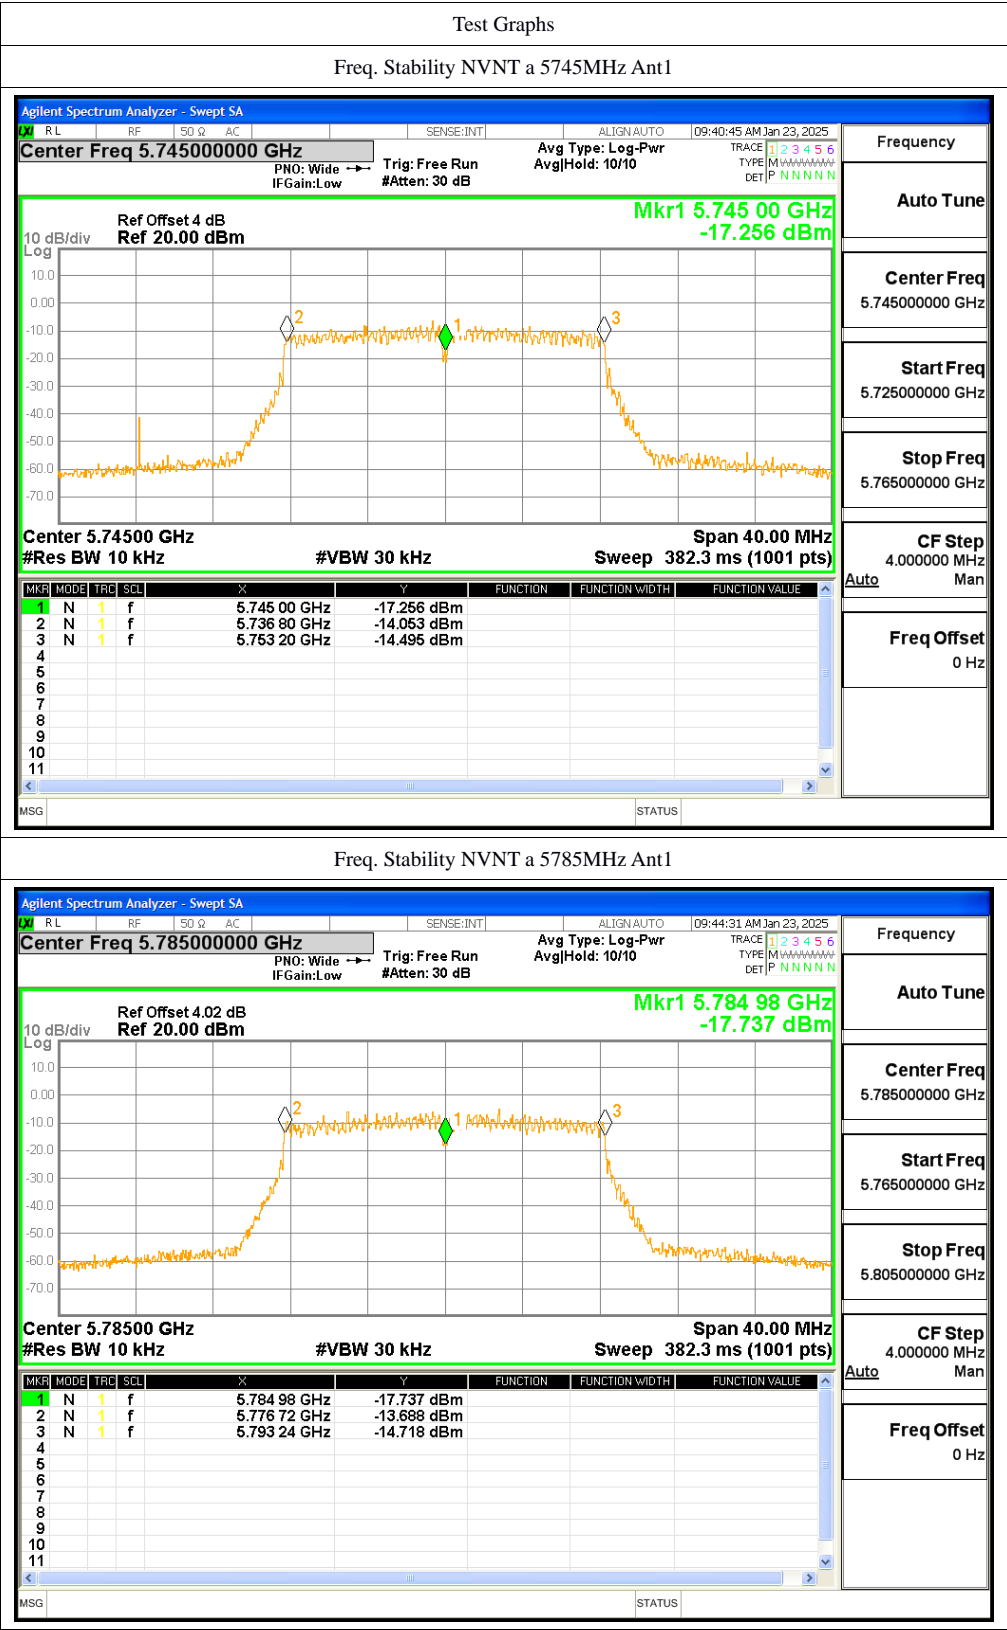 Test Graphs
Freq. Stability NVNT a 5745MHz Ant1
Agilent Spectrum Analyzer - Swept SA
LXI RL RF 50 Ω AC SENSE:INT ALIGN AUTO 09:40:45 AM Jan 23, 2025
Center Freq 5.745000000 GHz
PNO: Wide
IFGain:Low
Trig: Free Run
#Atten: 30 dB
Avg Type: Log-Pwr
Avg|Hold: 10/10
TRACE 1 2 3 4 5 6
TYPE M WWWWW
DET P N N N N N
Mkr1 5.745 00 GHz
-17.256 dBm
Ref Offset 4 dB
10 dB/div Ref 20.00 dBm
Log
10.0
0.00
-10.0
-20.0
-30.0
-40.0
-50.0
-60.0
-70.0
2
1
3
Center 5.74500 GHz Span 40.00 MHz
#Res BW 10 kHz #VBW 30 kHz Sweep 382.3 ms (1001 pts)
MKR MODE TRC SCL X Y FUNCTION FUNCTION WIDTH FUNCTION VALUE
1 N 1 f 5.745 00 GHz -17.256 dBm
2 N 1 f 5.736 80 GHz -14.053 dBm
3 N 1 f 5.753 20 GHz -14.495 dBm
4
5
6
7
8
9
10
11
MSG STATUS
Frequency
Auto Tune
Center Freq
5.745000000 GHz
Start Freq
5.725000000 GHz
Stop Freq
5.765000000 GHz
CF Step
4.000000 MHz
Auto Man
Freq Offset
0 Hz
Freq. Stability NVNT a 5785MHz Ant1
Agilent Spectrum Analyzer - Swept SA
LXI RL RF 50 Ω AC SENSE:INT ALIGN AUTO 09:44:31 AM Jan 23, 2025
Center Freq 5.785000000 GHz
PNO: Wide
IFGain:Low
Trig: Free Run
#Atten: 30 dB
Avg Type: Log-Pwr
Avg|Hold: 10/10
TRACE 1 2 3 4 5 6
TYPE M WWWWW
DET P N N N N N
Mkr1 5.784 98 GHz
-17.737 dBm
Ref Offset 4.02 dB
10 dB/div Ref 20.00 dBm
Log
10.0
0.00
-10.0
-20.0
-30.0
-40.0
-50.0
-60.0
-70.0
2
1
3
Center 5.78500 GHz Span 40.00 MHz
#Res BW 10 kHz #VBW 30 kHz Sweep 382.3 ms (1001 pts)
MKR MODE TRC SCL X Y FUNCTION FUNCTION WIDTH FUNCTION VALUE
1 N 1 f 5.784 98 GHz -17.737 dBm
2 N 1 f 5.776 72 GHz -13.688 dBm
3 N 1 f 5.793 24 GHz -14.718 dBm
4
5
6
7
8
9
10
11
MSG STATUS
Frequency
Auto Tune
Center Freq
5.785000000 GHz
Start Freq
5.765000000 GHz
Stop Freq
5.805000000 GHz
CF Step
4.000000 MHz
Auto Man
Freq Offset
0 Hz